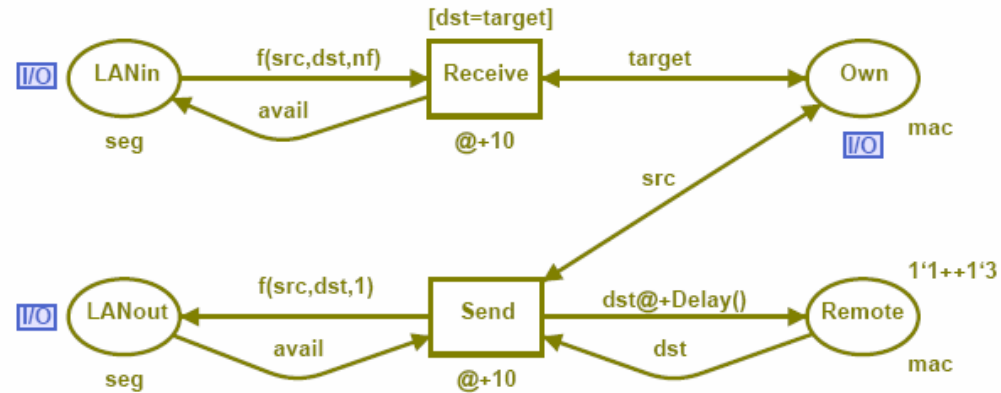 [dst=target]
I/O
LANin
f(src,dst,nf)
Receive
target
Own
avail
seg
@+10
mac
I/O
src
1‘1++1‘3
I/O
LANout
f(src,dst,1)
Send
dst@+Delay()
Remote
avail
dst
seg
@+10
mac